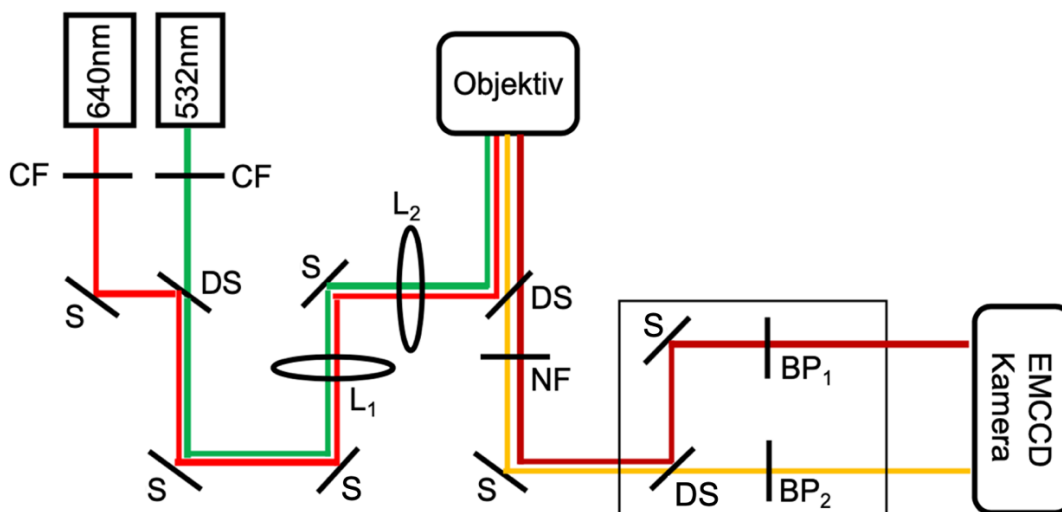 640nm
532nm
Objektiv
CF
CF
L2
S
DS
S
DS
S
NF
BP1
L1
S
S
S
DS
BP2
EMCCD
Kamera